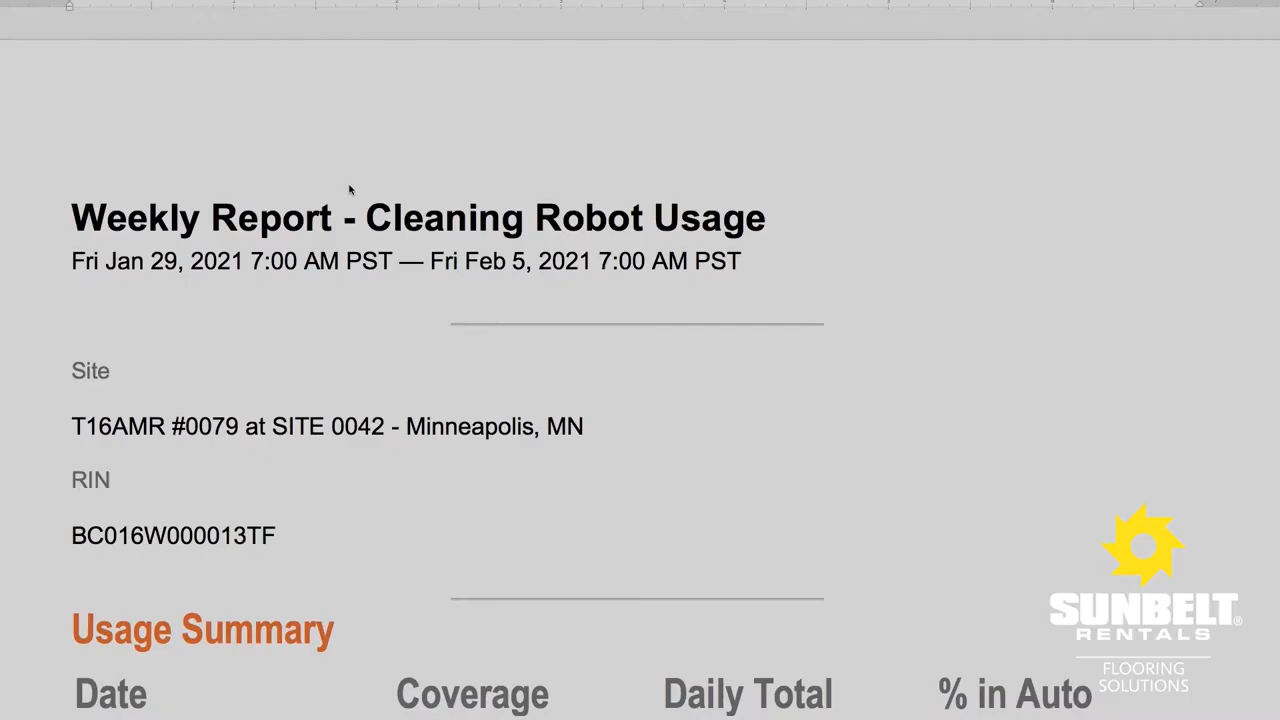 Weekly Report - Cleaning Robot Usage
Fri Jan 29, 2021 7:00 AM PST — Fri Feb 5, 2021 7:00 AM PST
Site
T16AMR #0079 at SITE 0042 - Minneapolis, MN
RIN
BC016W000013TF
Usage Summary
Date Coverage Daily Total % in Auto
SUNBELT®
RENTALS
FLOORING
SOLUTIONS